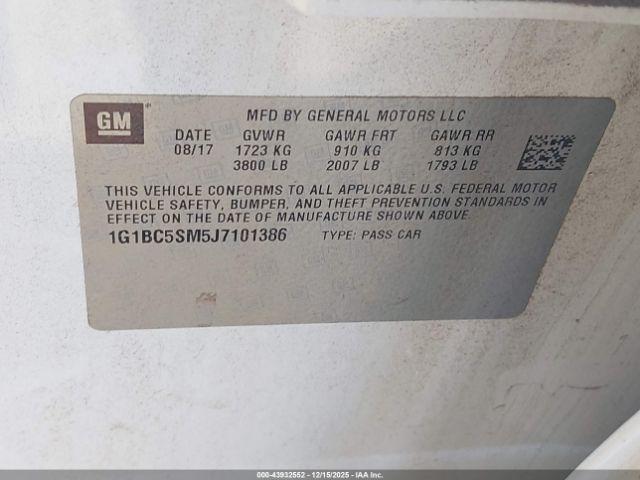 GM
MFD BY GENERAL MOTORS LLC
DATE GVWR GAWR FRT GAWR RR
08/17 1723 KG 910 KG 813 KG
3800 LB 2007 LB 1793 LB
THIS VEHICLE CONFORMS TO ALL APPLICABLE U.S. FEDERAL MOTOR
VEHICLE SAFETY, BUMPER, AND THEFT PREVENTION STANDARDS IN
EFFECT ON THE DATE OF MANUFACTURE SHOWN ABOVE.
1G1BC5SM5J7101386 TYPE: PASS CAR
000-43932552 - 12/15/2025 - IAA Inc.